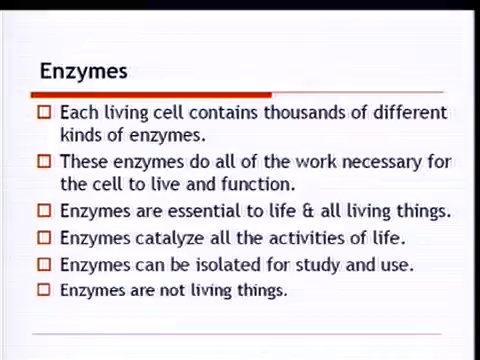 Enzymes
Each living cell contains thousands of different
kinds of enzymes.
These enzymes do all of the work necessary for
the cell to live and function.
Enzymes are essential to life & all living things.
Enzymes catalyze all the activities of life.
Enzymes can be isolated for study and use.
Enzymes are not living things.